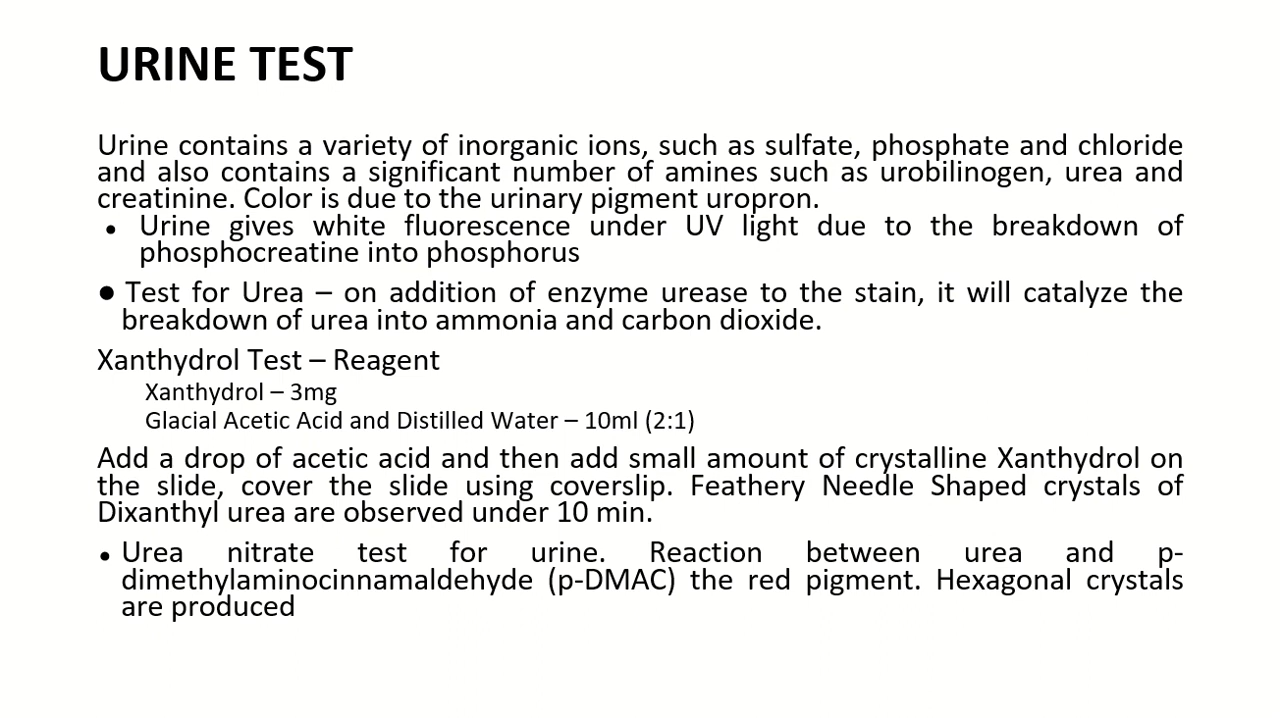 URINE TEST
Urine contains a variety of inorganic ions, such as sulfate, phosphate and chloride
and also contains a significant number of amines such as urobilinogen, urea and
creatinine. Color is due to the urinary pigment uropron.
• Urine gives white fluorescence under UV light due to the breakdown of
phosphocreatine into phosphorus
● Test for Urea – on addition of enzyme urease to the stain, it will catalyze the
breakdown of urea into ammonia and carbon dioxide.
Xanthydrol Test – Reagent
Xanthydrol – 3mg
Glacial Acetic Acid and Distilled Water – 10ml (2:1)
Add a drop of acetic acid and then add small amount of crystalline Xanthydrol on
the slide, cover the slide using coverslip. Feathery Needle Shaped crystals of
Dixanthyl urea are observed under 10 min.
• Urea nitrate test for urine. Reaction between urea and p-
dimethylaminocinnamaldehyde (p-DMAC) the red pigment. Hexagonal crystals
are produced